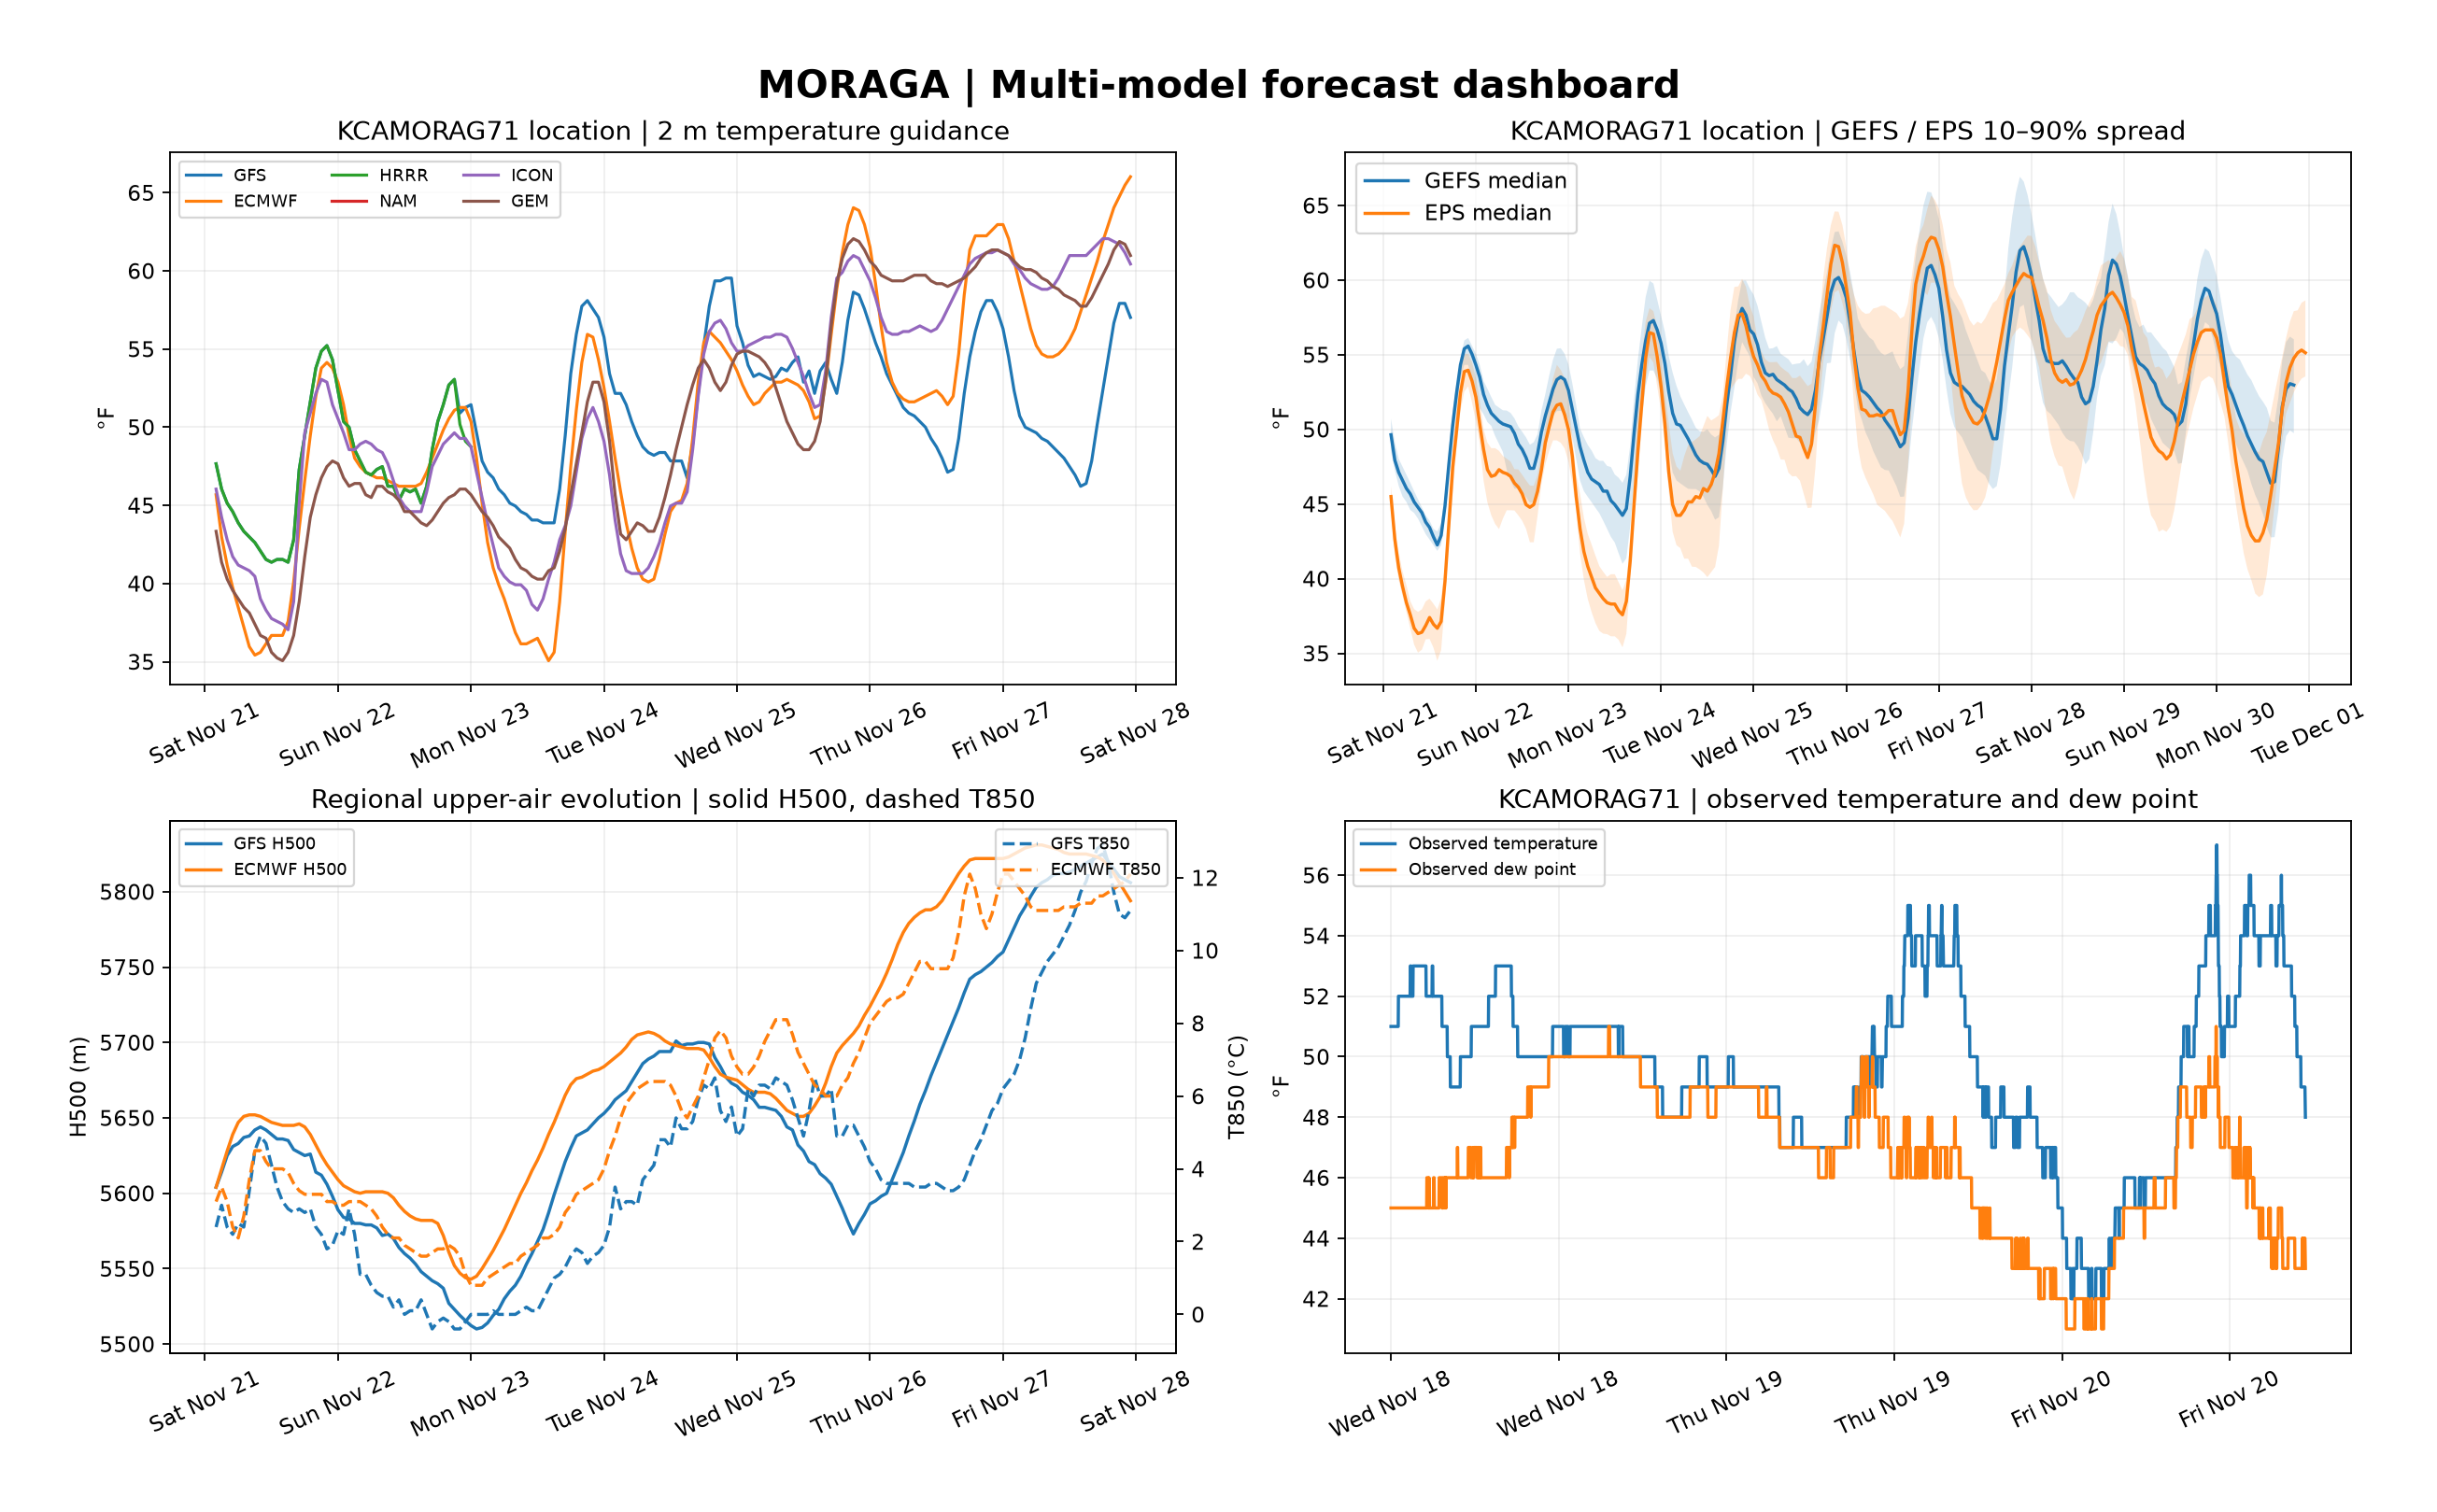 MORAGA | Multi-model forecast dashboard
KCAMORAG71 location | 2 m temperature guidance
GFS HRRR ICON
ECMWF NAM GEM
°F
65
60
55
50
45
40
35
Sat Nov 21 Sun Nov 22 Mon Nov 23 Tue Nov 24 Wed Nov 25 Thu Nov 26 Fri Nov 27 Sat Nov 28
KCAMORAG71 location | GEFS / EPS 10–90% spread
GEFS median
EPS median
°F
65
60
55
50
45
40
35
Sat Nov 21 Sun Nov 22 Mon Nov 23 Tue Nov 24 Wed Nov 25 Thu Nov 26 Fri Nov 27 Sat Nov 28 Sun Nov 29 Mon Nov 30 Tue Dec 01
Regional upper-air evolution | solid H500, dashed T850
GFS H500
ECMWF H500
GFS T850
ECMWF T850
H500 (m)
5800
5750
5700
5650
5600
5550
5500
12
10
8
6
4
2
0
T850 (°C)
Sat Nov 21 Sun Nov 22 Mon Nov 23 Tue Nov 24 Wed Nov 25 Thu Nov 26 Fri Nov 27 Sat Nov 28
KCAMORAG71 | observed temperature and dew point
Observed temperature
Observed dew point
°F
56
54
52
50
48
46
44
42
Wed Nov 18 Wed Nov 18 Thu Nov 19 Thu Nov 19 Fri Nov 20 Fri Nov 20